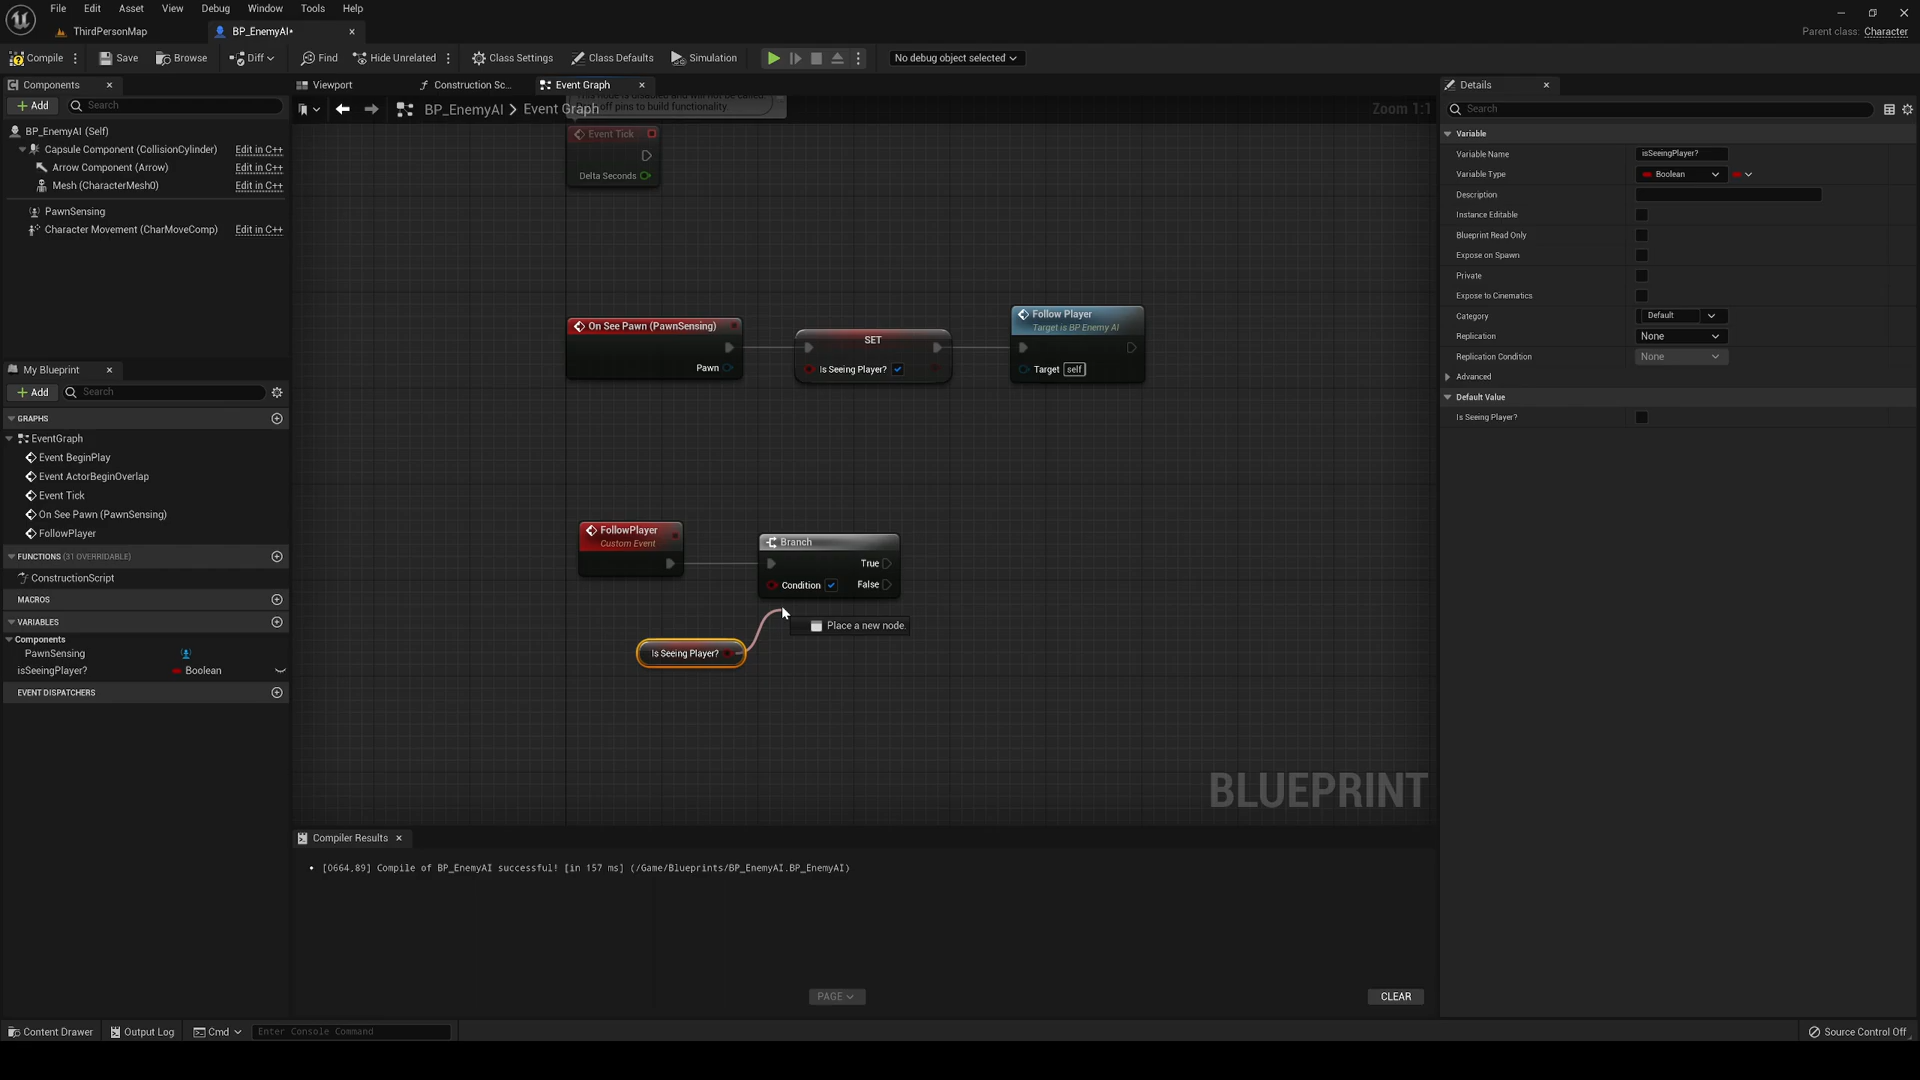 File Edit Asset View Debug Window Tools Help
ThirdPersonMap
BP_EnemyAI*
Parent class: Character
Compile Save Browse Diff Find Hide Unrelated Class Settings Class Defaults Simulation No debug object selected
Components
Add Search
BP_EnemyAI (Self)
Capsule Component (CollisionCylinder) Edit in C++
Arrow Component (Arrow) Edit in C++
Mesh (CharacterMesh0) Edit in C++
PawnSensing
Character Movement (CharMoveComp) Edit in C++
My Blueprint
Add Search
GRAPHS
EventGraph
Event BeginPlay
Event ActorBeginOverlap
Event Tick
On See Pawn (PawnSensing)
FollowPlayer
FUNCTIONS (31 OVERRIDABLE)
ConstructionScript
MACROS
VARIABLES
Components
PawnSensing
isSeeingPlayer? Boolean
EVENT DISPATCHERS
Viewport Construction Sc... Event Graph
BP_EnemyAI > Event Graph
Zoom 1:1
off pins to build functionality.
Event Tick
Delta Seconds
On See Pawn (PawnSensing)
Pawn
SET
Is Seeing Player?
Follow Player
Target is BP Enemy AI
Target self
FollowPlayer
Custom Event
Branch
True
Condition False
Place a new node.
Is Seeing Player?
BLUEPRINT
Compiler Results
[0664,89] Compile of BP_EnemyAI successful! [in 157 ms] (/Game/Blueprints/BP_EnemyAI.BP_EnemyAI)
PAGE
CLEAR
Details
Search
Variable
Variable Name isSeeingPlayer?
Variable Type Boolean
Description
Instance Editable
Blueprint Read Only
Expose on Spawn
Private
Expose to Cinematics
Category Default
Replication None
Replication Condition None
Advanced
Default Value
Is Seeing Player?
Content Drawer Output Log Cmd Enter Console Command
Source Control Off